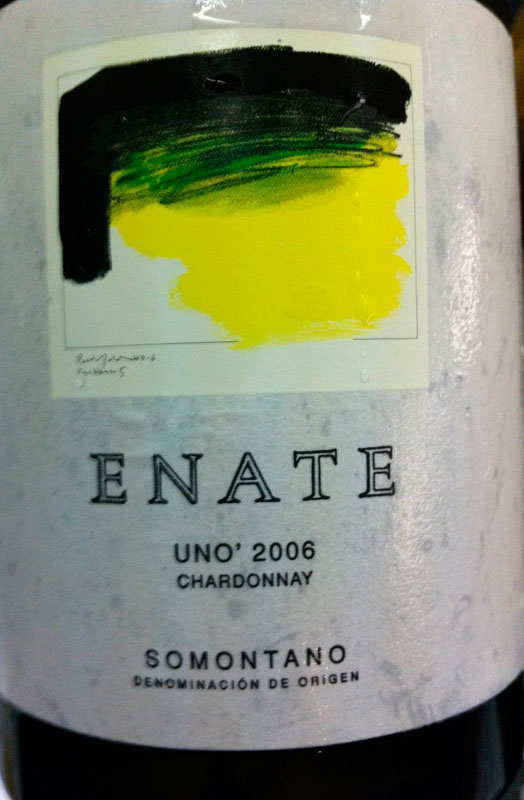 ENATE
UNO' 2006
CHARDONNAY
SOMONTANO
DENOMINACIÓN DE ORIGEN